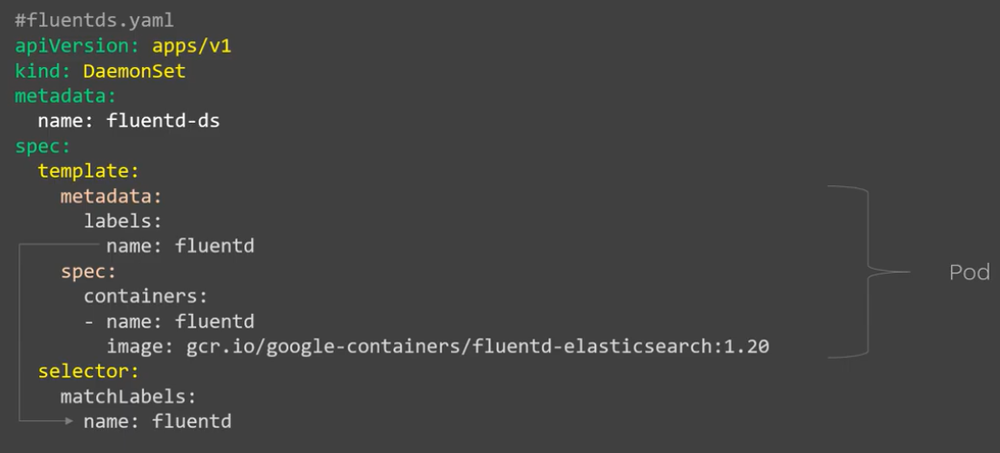 #fluentds.yaml
apiVersion: apps/v1
kind: DaemonSet
metadata:
  name: fluentd-ds
spec:
  template:
    metadata:
      labels:
        name: fluentd
    spec:
      containers:
      - name: fluentd
        image: gcr.io/google-containers/fluentd-elasticsearch:1.20
  selector:
    matchLabels:
      name: fluentd
Pod